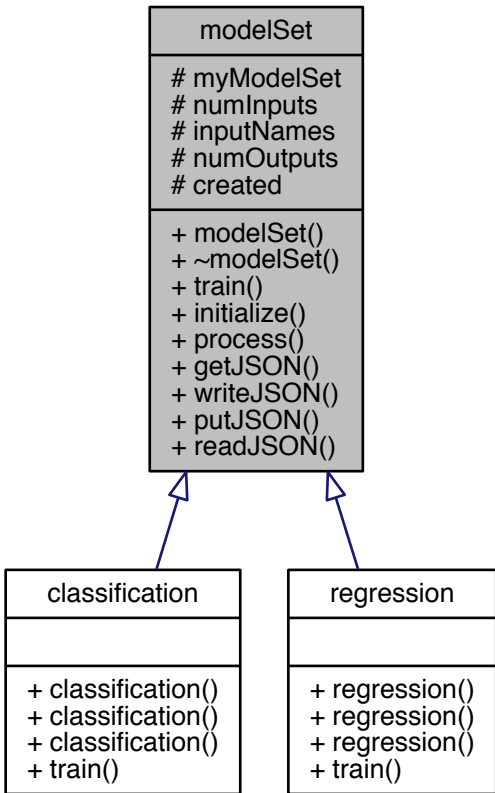 modelSet
# myModelSet
# numInputs
# inputNames
# numOutputs
# created
+ modelSet()
+ ~modelSet()
+ train()
+ initialize()
+ process()
+ getJSON()
+ writeJSON()
+ putJSON()
+ readJSON()
classification
+ classification()
+ classification()
+ classification()
+ train()
regression
+ regression()
+ regression()
+ regression()
+ train()